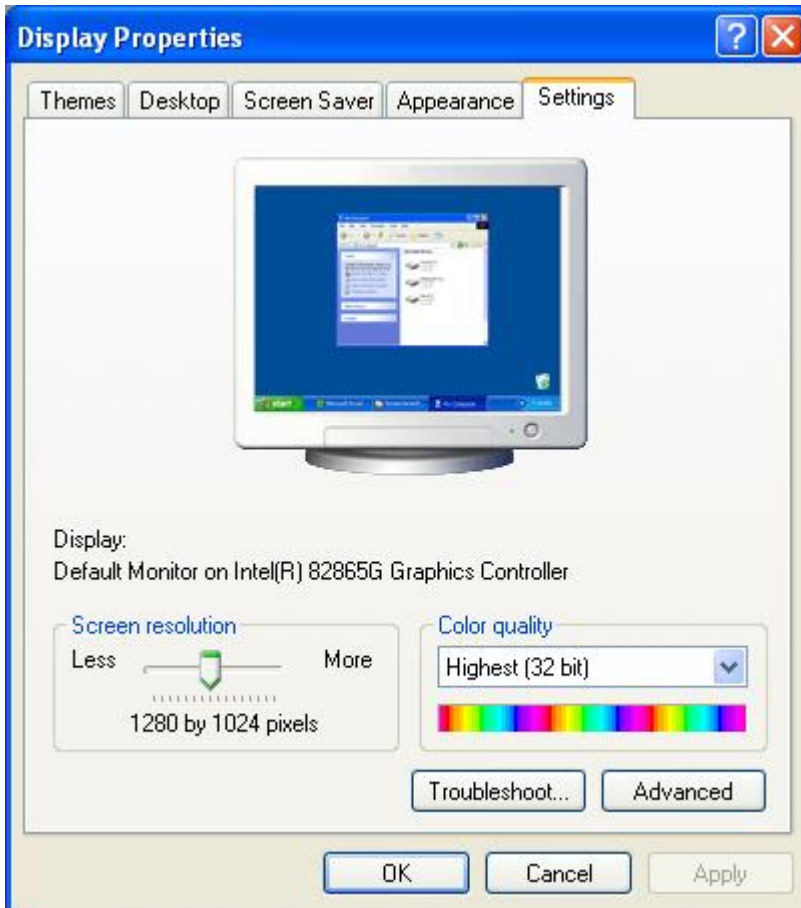 Display Properties
Themes Desktop Screen Saver Appearance Settings
start
Display:
Default Monitor on Intel(R) 82865G Graphics Controller
Screen resolution
Less More
1280 by 1024 pixels
Color quality
Highest (32 bit)
Troubleshoot... Advanced
OK Cancel Apply